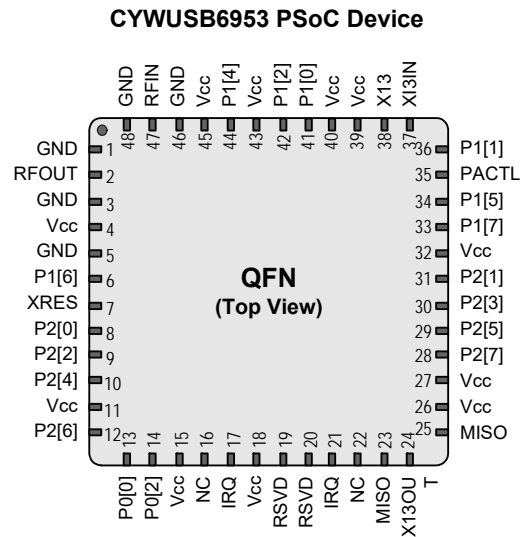 CYWUSB6953 PSoC Device
GND
RFIN
GND
Vcc
P1[4]
Vcc
P1[2]
P1[0]
Vcc
Vcc
X13
XI3IN
48
47
46
45
44
43
42
41
40
39
38
37
GND 1
RFOUT 2
GND 3
Vcc 4
GND 5
P1[6] 6
XRES 7
P2[0] 8
P2[2] 9
P2[4] 10
Vcc 11
P2[6] 12
QFN
(Top View)
36 P1[1]
35 PACTL
34 P1[5]
33 P1[7]
32 Vcc
31 P2[1]
30 P2[3]
29 P2[5]
28 P2[7]
27 Vcc
26 Vcc
25 MISO
13
14
15
16
17
18
19
20
21
22
23
24
P0[0]
P0[2]
Vcc
NC
IRQ
Vcc
RSVD
RSVD
IRQ
NC
MISO
X13OU
T